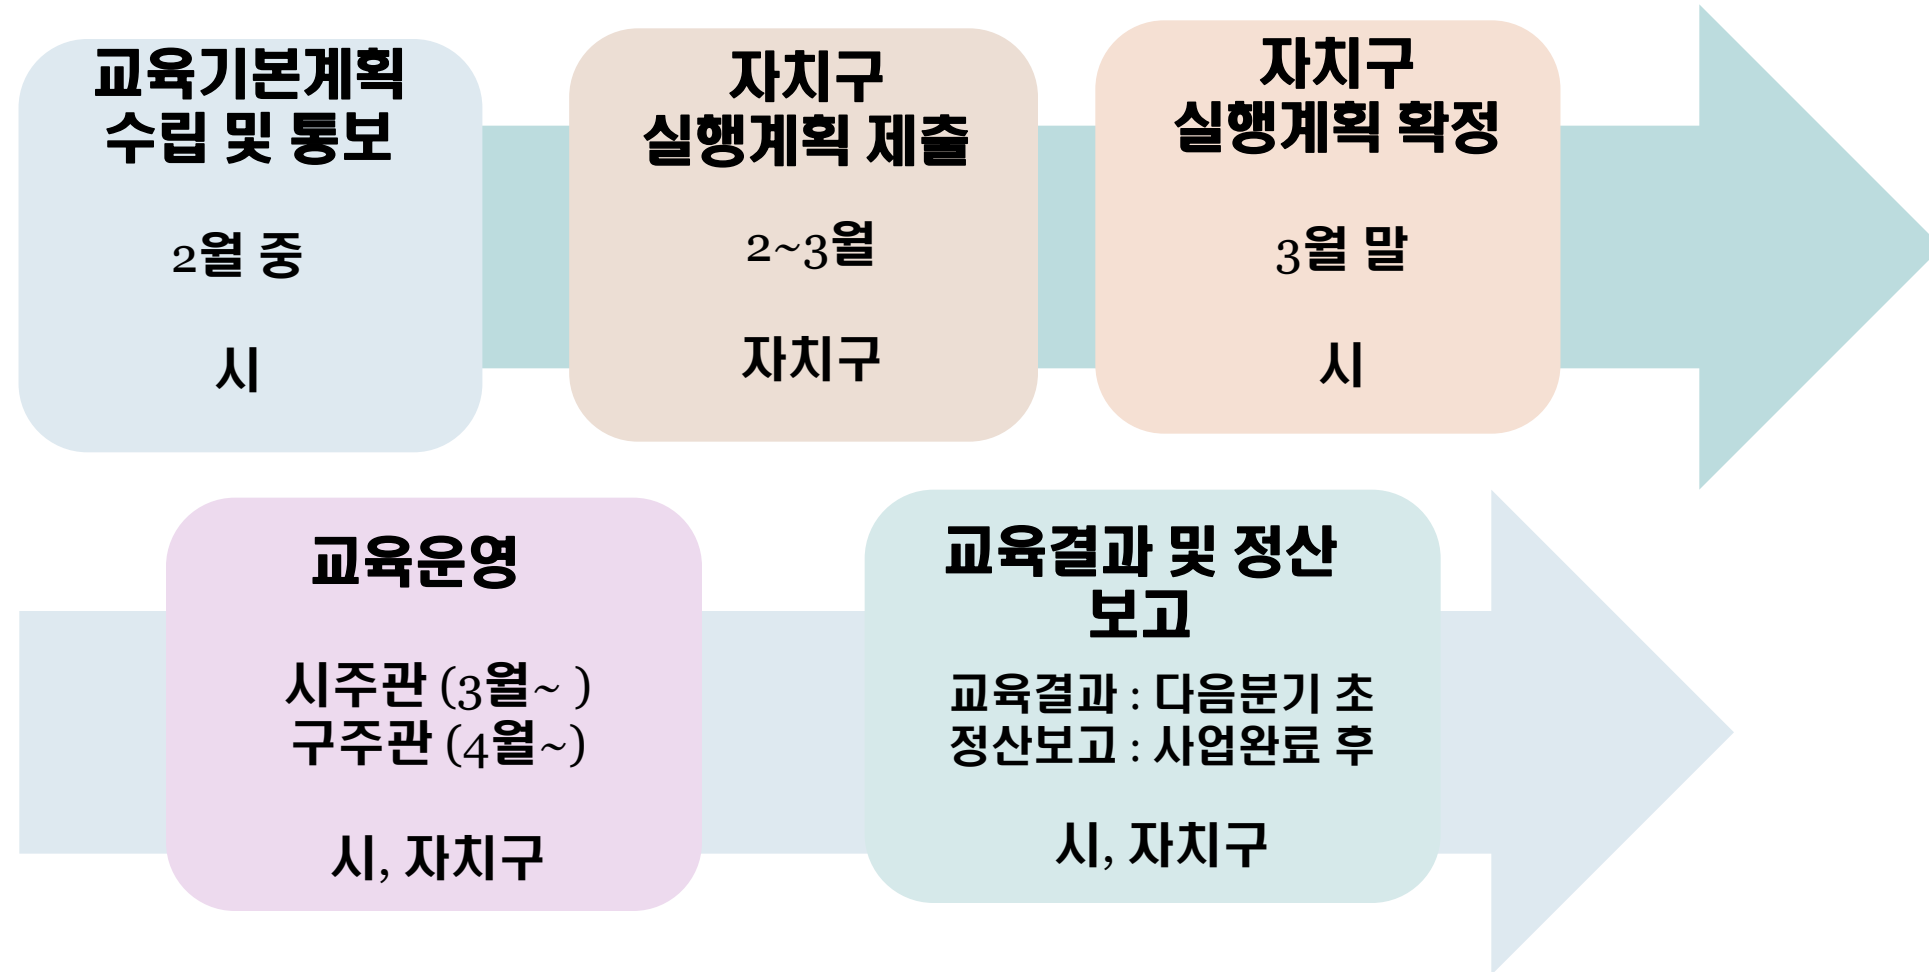 교육기본계획
수립 및 통보
2월 중
시
자치구
실행계획 제출
2~3월
자치구
자치구
실행계획 확정
3월 말
시
교육운영
시주관 (3월~ )
구주관 (4월~)
시, 자치구
교육결과 및 정산
보고
교육결과 : 다음분기 초
정산보고 : 사업완료 후
시, 자치구